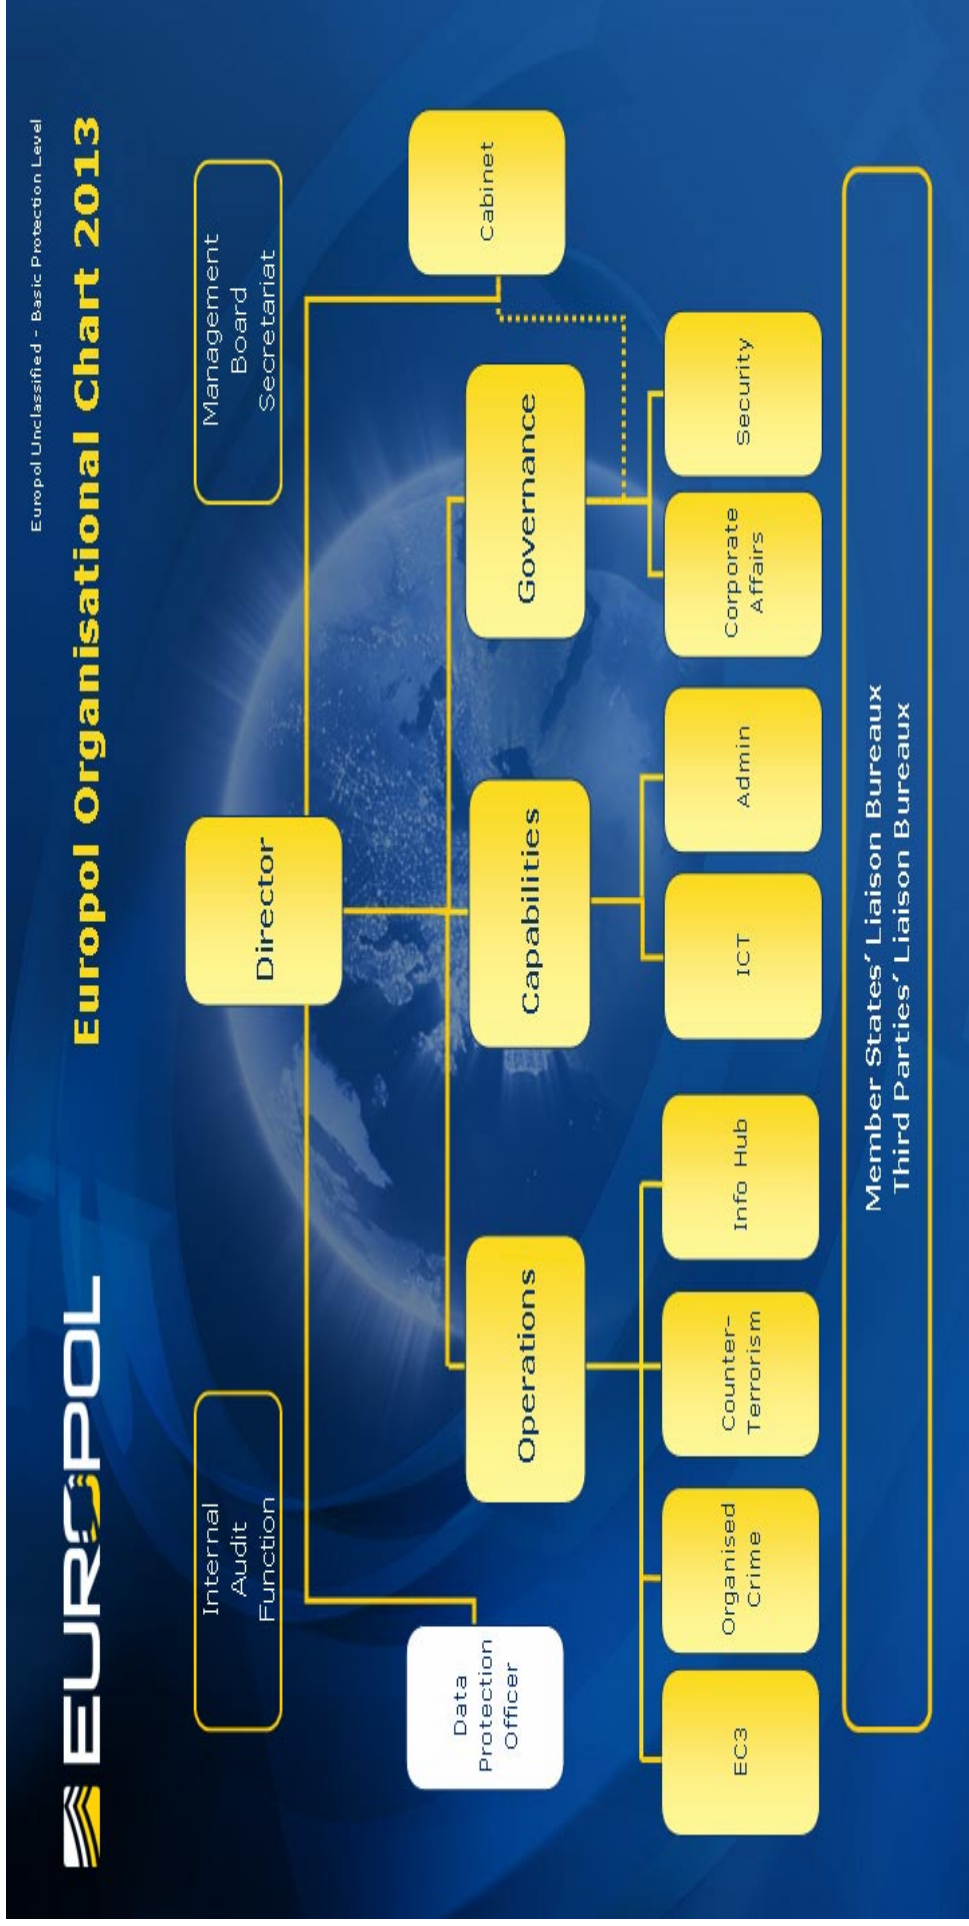 Europol Unclassified - Basic Protection Level
EUROPOL
Europol Organisational Chart 2013
Internal
Audit
Function
Director
Management
Board
Secretariat
Data
Protection
Officer
Cabinet
Operations
Capabilities
Governance
EC3
Organised
Crime
Counter-
Terrorism
Info Hub
ICT
Admin
Corporate
Affairs
Security
Member States’ Liaison Bureaux
Third Parties’ Liaison Bureaux